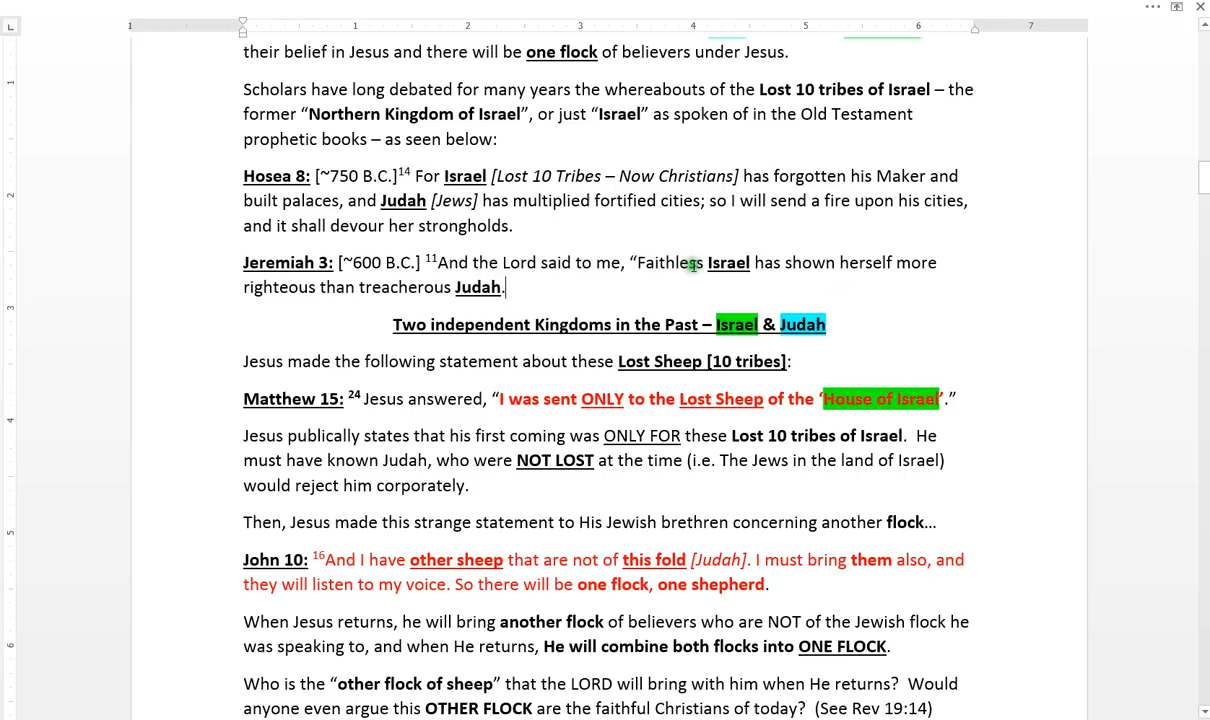 1 1 2 3 4 5 6 7
their belief in Jesus and there will be one flock of believers under Jesus.
Scholars have long debated for many years the whereabouts of the Lost 10 tribes of Israel – the
former “Northern Kingdom of Israel”, or just “Israel” as spoken of in the Old Testament
prophetic books – as seen below:
Hosea 8: [~750 B.C.]14 For Israel [Lost 10 Tribes – Now Christians] has forgotten his Maker and
built palaces, and Judah [Jews] has multiplied fortified cities; so I will send a fire upon his cities,
and it shall devour her strongholds.
Jeremiah 3: [~600 B.C.] 11And the Lord said to me, “Faithless Israel has shown herself more
righteous than treacherous Judah.
Two independent Kingdoms in the Past – Israel & Judah
Jesus made the following statement about these Lost Sheep [10 tribes]:
Matthew 15: 24 Jesus answered, “I was sent ONLY to the Lost Sheep of the ‘House of Israel’.”
Jesus publically states that his first coming was ONLY FOR these Lost 10 tribes of Israel.  He
must have known Judah, who were NOT LOST at the time (i.e. The Jews in the land of Israel)
would reject him corporately.
Then, Jesus made this strange statement to His Jewish brethren concerning another flock…
John 10: 16And I have other sheep that are not of this fold [Judah]. I must bring them also, and
they will listen to my voice. So there will be one flock, one shepherd.
When Jesus returns, he will bring another flock of believers who are NOT of the Jewish flock he
was speaking to, and when He returns, He will combine both flocks into ONE FLOCK.
Who is the “other flock of sheep” that the LORD will bring with him when He returns?  Would
anyone even argue this OTHER FLOCK are the faithful Christians of today?  (See Rev 19:14)
1
2
3
4
5
6